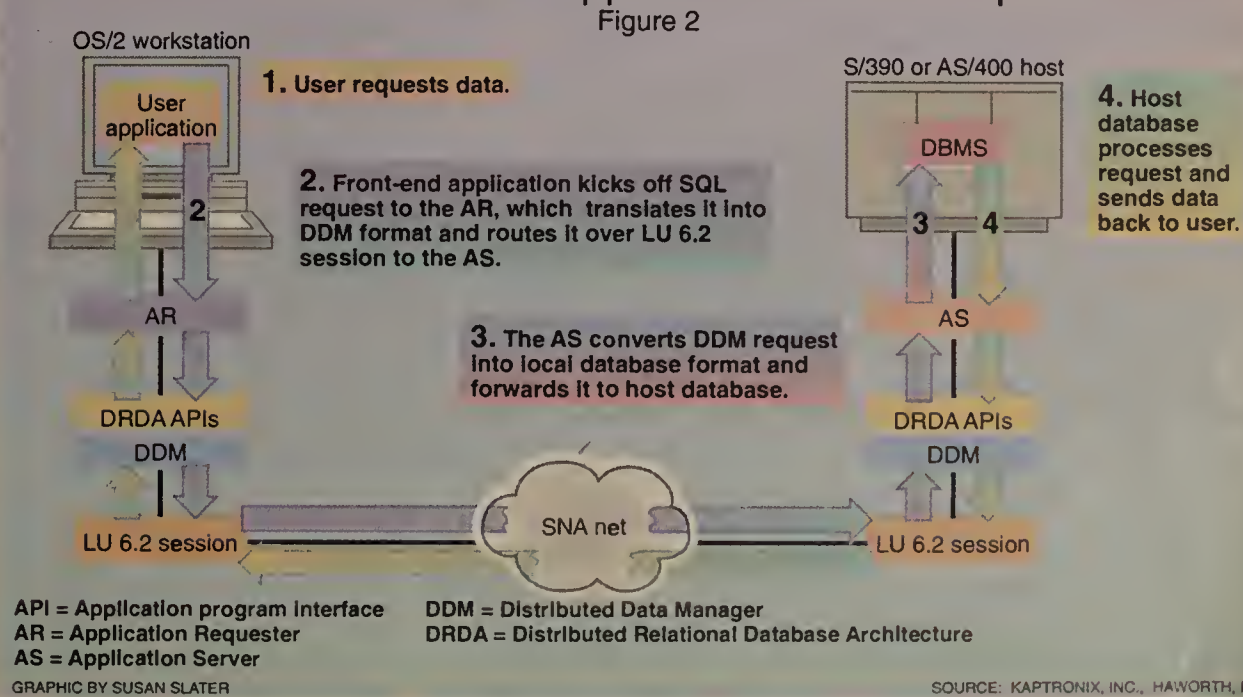 Figure 2
OS/2 workstation
User
application
2
1. User requests data.
2. Front-end application kicks off SQL
request to the AR, which translates it into
DDM format and routes it over LU 6.2
session to the AS.
AR
DRDA APIs
DDM
LU 6.2 session
3. The AS converts DDM request
into local database format and
forwards it to host database.
SNA net
S/390 or AS/400 host
DBMS
3
4
AS
DRDA APIs
DDM
LU 6.2 session
4. Host
database
processes
request and
sends data
back to user.
API = Application program interface
AR = Application Requester
AS = Application Server
DDM = Distributed Data Manager
DRDA = Distributed Relational Database Architecture
GRAPHIC BY SUSAN SLATER
SOURCE: KAPTRONIX, INC., HAWORTH,